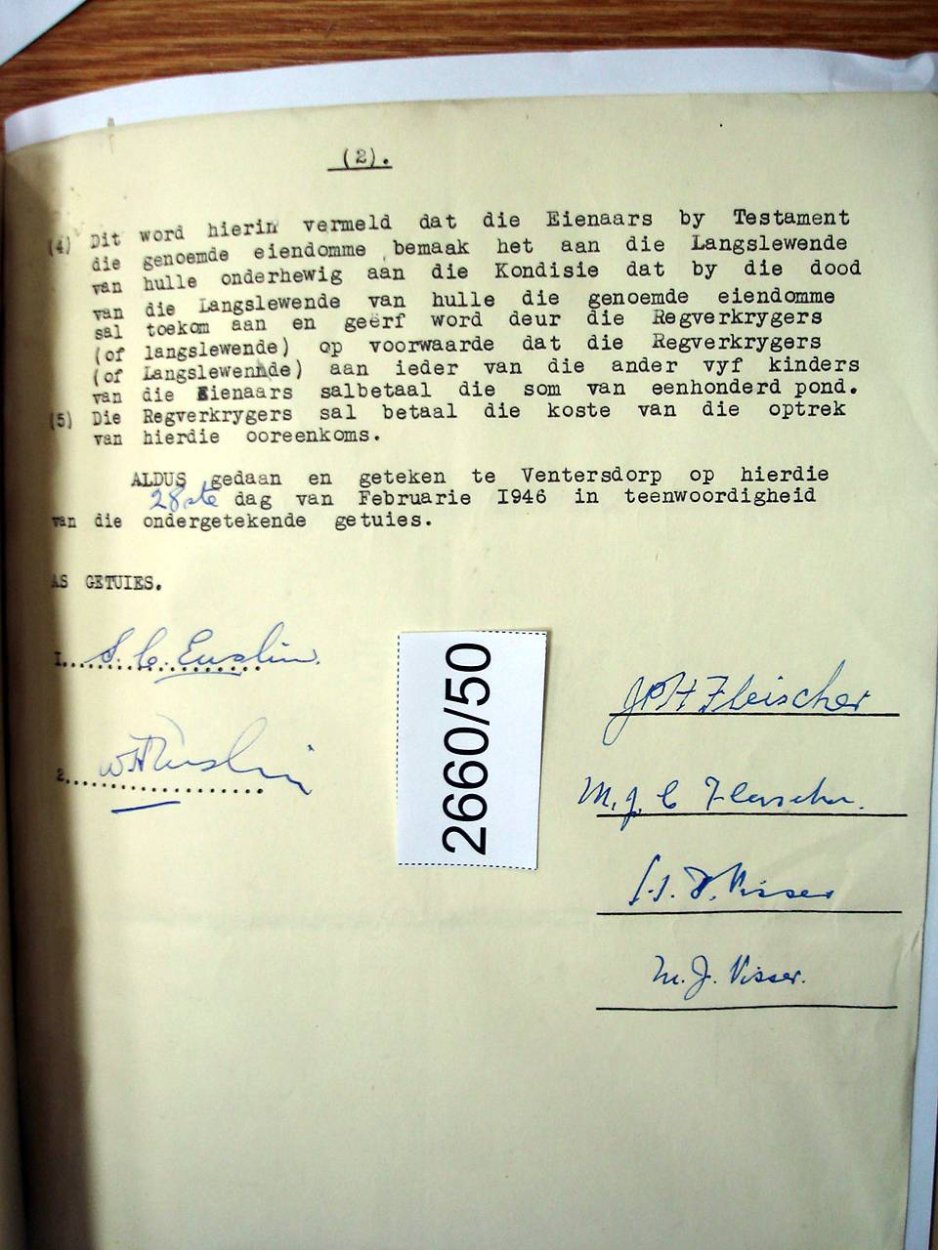 (2).
(4) Dit word hierin vermeld dat die Eienaars by Testament
die genoemde eiendomme bemaak het aan die Langslewende
van hulle onderhewig aan die Kondisie dat by die dood
van die Langslewende van hulle die genoemde eiendomme
sal toekom aan en geërf word deur die Regverkrygers
(of langslewende) op voorwaarde dat die Regverkrygers
(of Langslewennde) aan ieder van die ander vyf kinders
van die Eienaars salbetaal die som van eenhonderd pond.
(5) Die Regverkrygers sal betaal die koste van die optrek
van hierdie ooreenkoms.
ALDUS gedaan en geteken te Ventersdorp op hierdie
28ste dag van Februarie 1946 in teenwoordigheid
van die ondergetekende getuies.
AS GETUIES.
1. S. C. Euslin.
2.
2660/50
JPH Fleischer
M. J. C Fleischer.
Visser
M. J. Visser.